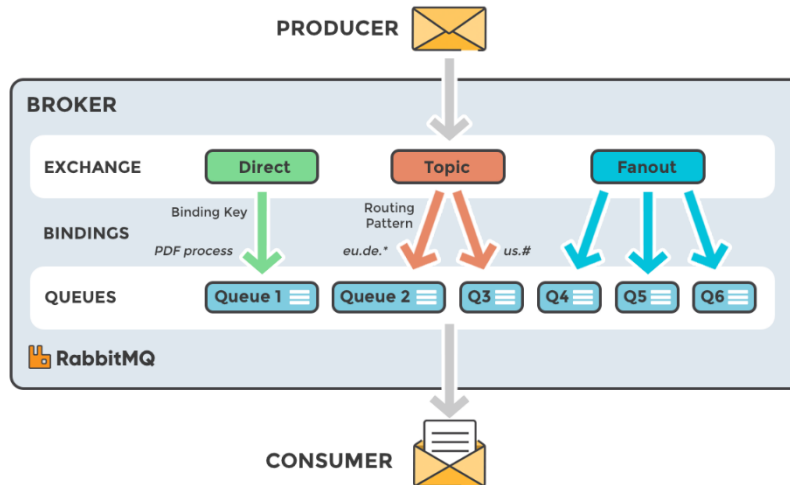 PRODUCER
BROKER
EXCHANGE
Direct
Topic
Fanout
Binding Key
Routing
Pattern
BINDINGS
PDF process
eu.de.*
us.#
QUEUES
Queue 1
Queue 2
Q3
Q4
Q5
Q6
RabbitMQ
CONSUMER